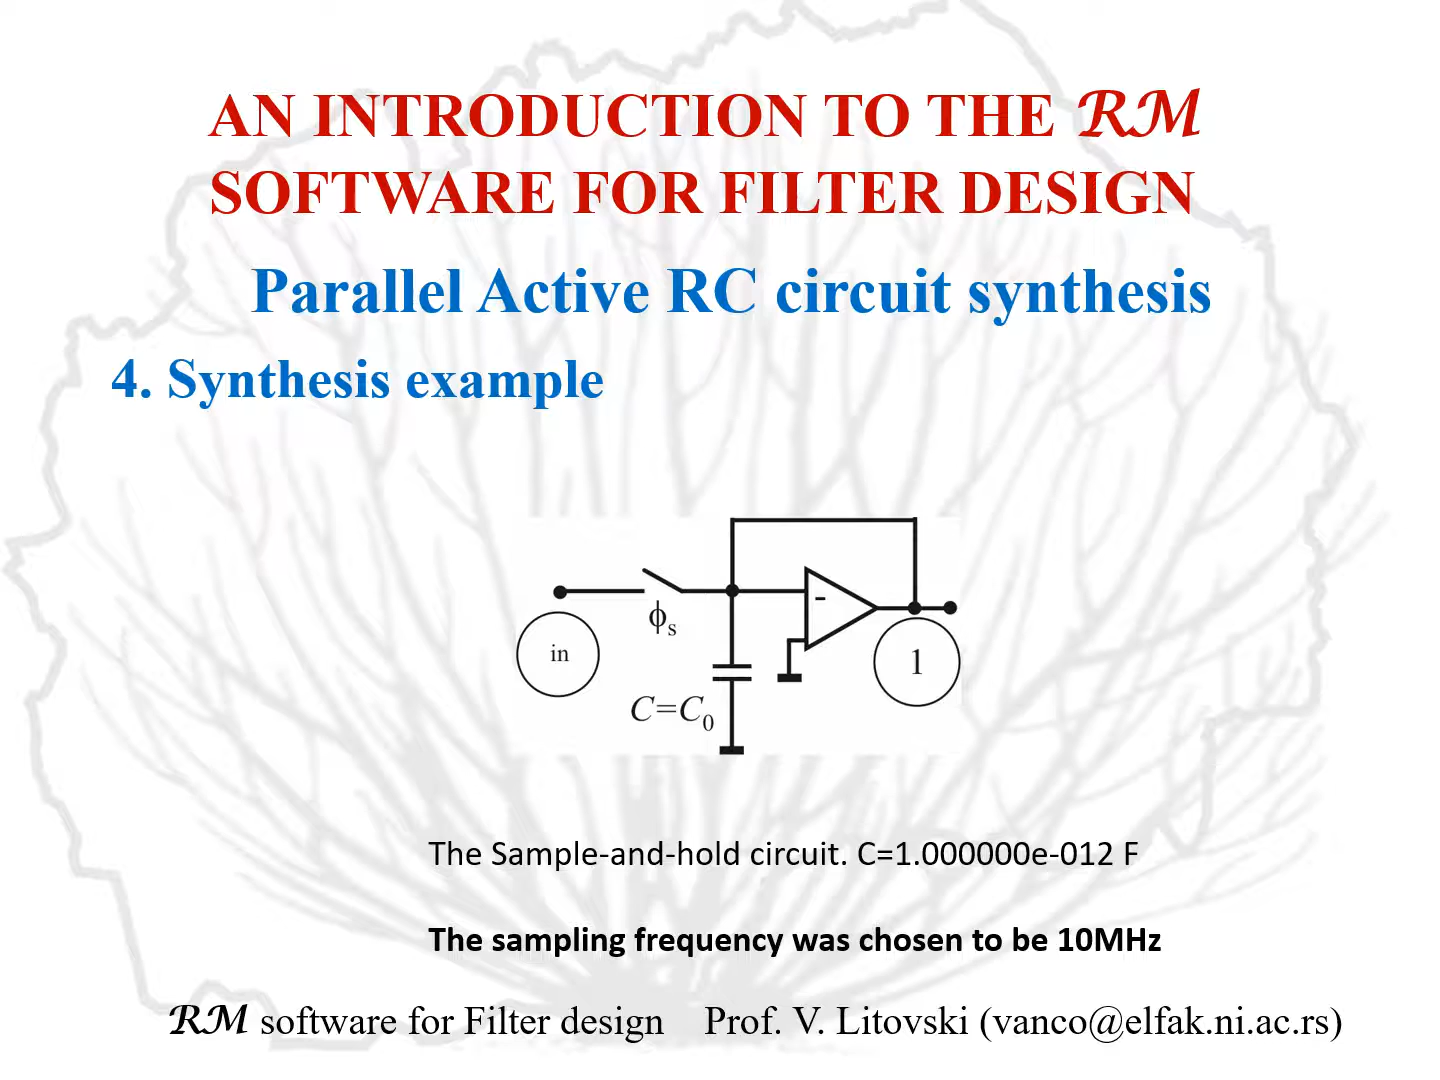 AN INTRODUCTION TO THE RM
SOFTWARE FOR FILTER DESIGN
Parallel Active RC circuit synthesis
4. Synthesis example
-
ϕs
in
1
C=C0
The Sample-and-hold circuit. C=1.000000e-012 F
The sampling frequency was chosen to be 10MHz
RM software for Filter design Prof. V. Litovski (vanco@elfak.ni.ac.rs)